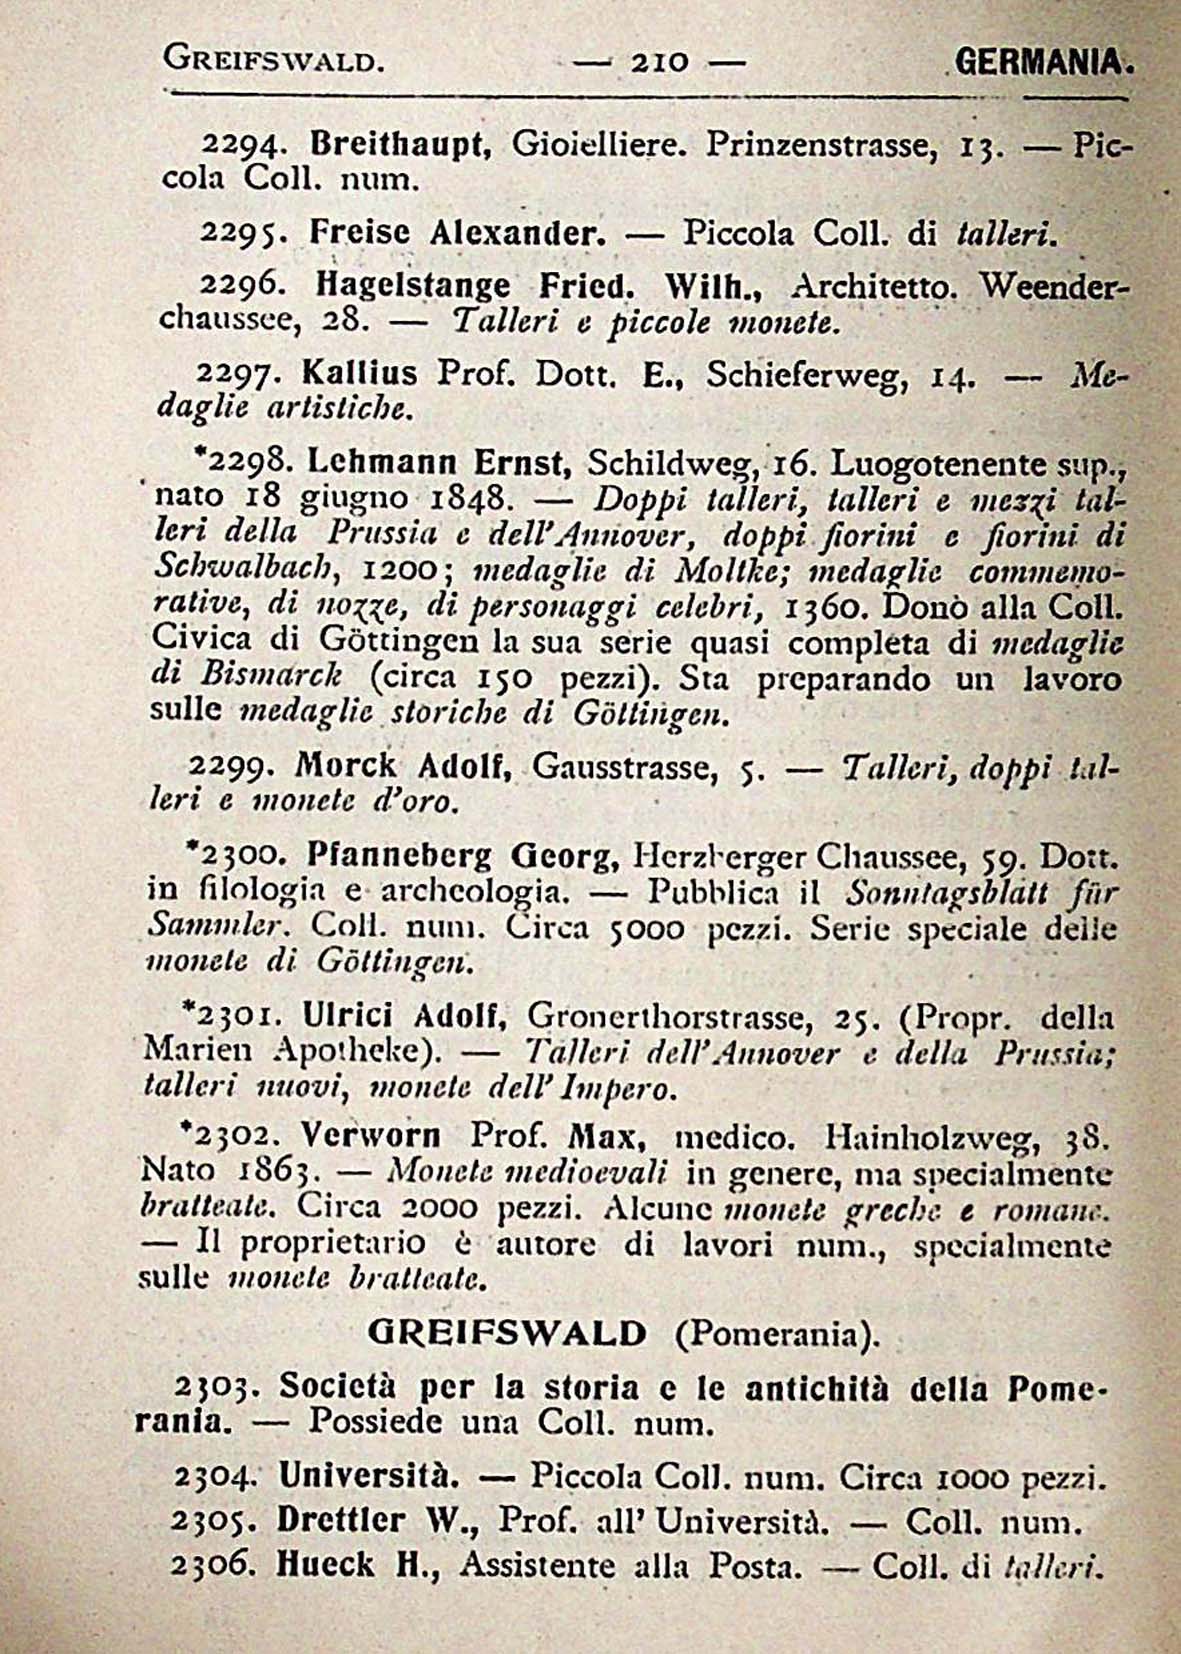 GREIFSWALD. — 210 — GERMANIA.
2294. Breithaupt, Gioielliere. Prinzenstrasse, 13. — Pic-
cola Coll. num.
2295. Freise Alexander. — Piccola Coll. di talleri.
2296. Hagelstange Fried. Wilh., Architetto. Weender-
chaussee, 28. — Talleri e piccole monete.
2297. Kallius Prof. Dott. E., Schieferweg, 14. — Me-
daglie artistiche.
*2298. Lehmann Ernst, Schildweg, 16. Luogotenente sup.,
nato 18 giugno 1848. — Doppi talleri, talleri e mezzi tal-
leri della Prussia e dell'Annover, doppi fiorini e fiorini di
Schwalbach, 1200; medaglie di Moltke; medaglie commemo-
rative, di nozze, di personaggi celebri, 1360. Donò alla Coll.
Civica di Göttingen la sua serie quasi completa di medaglie
di Bismarck (circa 150 pezzi). Sta preparando un lavoro
sulle medaglie storiche di Göttingen.
2299. Morck Adolf, Gausstrasse, 5. — Talleri, doppi tal-
leri e monete d'oro.
*2300. Pfanneberg Georg, Herzberger Chaussee, 59. Dott.
in filologia e archeologia. — Pubblica il Sonntagsblatt für
Sammler. Coll. num. Circa 5000 pezzi. Serie speciale delle
monete di Göttingen.
*2301. Ulrici Adolf, Gronerthorstrasse, 25. (Propr. della
Marien Apotheke). — Talleri dell'Annover e della Prussia;
talleri nuovi, monete dell'Impero.
*2302. Verworn Prof. Max, medico. Hainholzweg, 38.
Nato 1863. — Monete medioevali in genere, ma specialmente
bratteate. Circa 2000 pezzi. Alcune monete greche e romane.
— Il proprietario è autore di lavori num., specialmente
sulle monete bratteate.
GREIFSWALD (Pomerania).
2303. Società per la storia e le antichità della Pome-
rania. — Possiede una Coll. num.
2304. Università. — Piccola Coll. num. Circa 1000 pezzi.
2305. Drettler W., Prof. all' Università. — Coll. num.
2306. Hueck H., Assistente alla Posta. — Coll. di talleri.